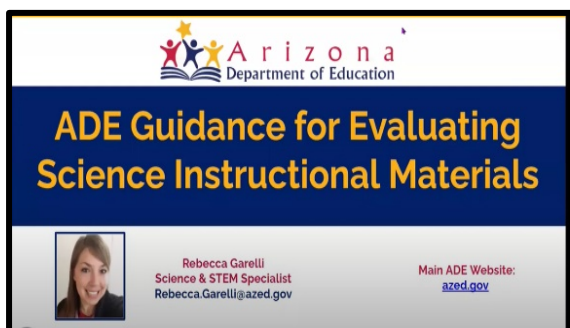 Arizona
Department of Education
ADE Guidance for Evaluating
Science Instructional Materials
Rebecca Garelli
Science & STEM Specialist
Rebecca.Garelli@azed.gov
Main ADE Website:
azed.gov